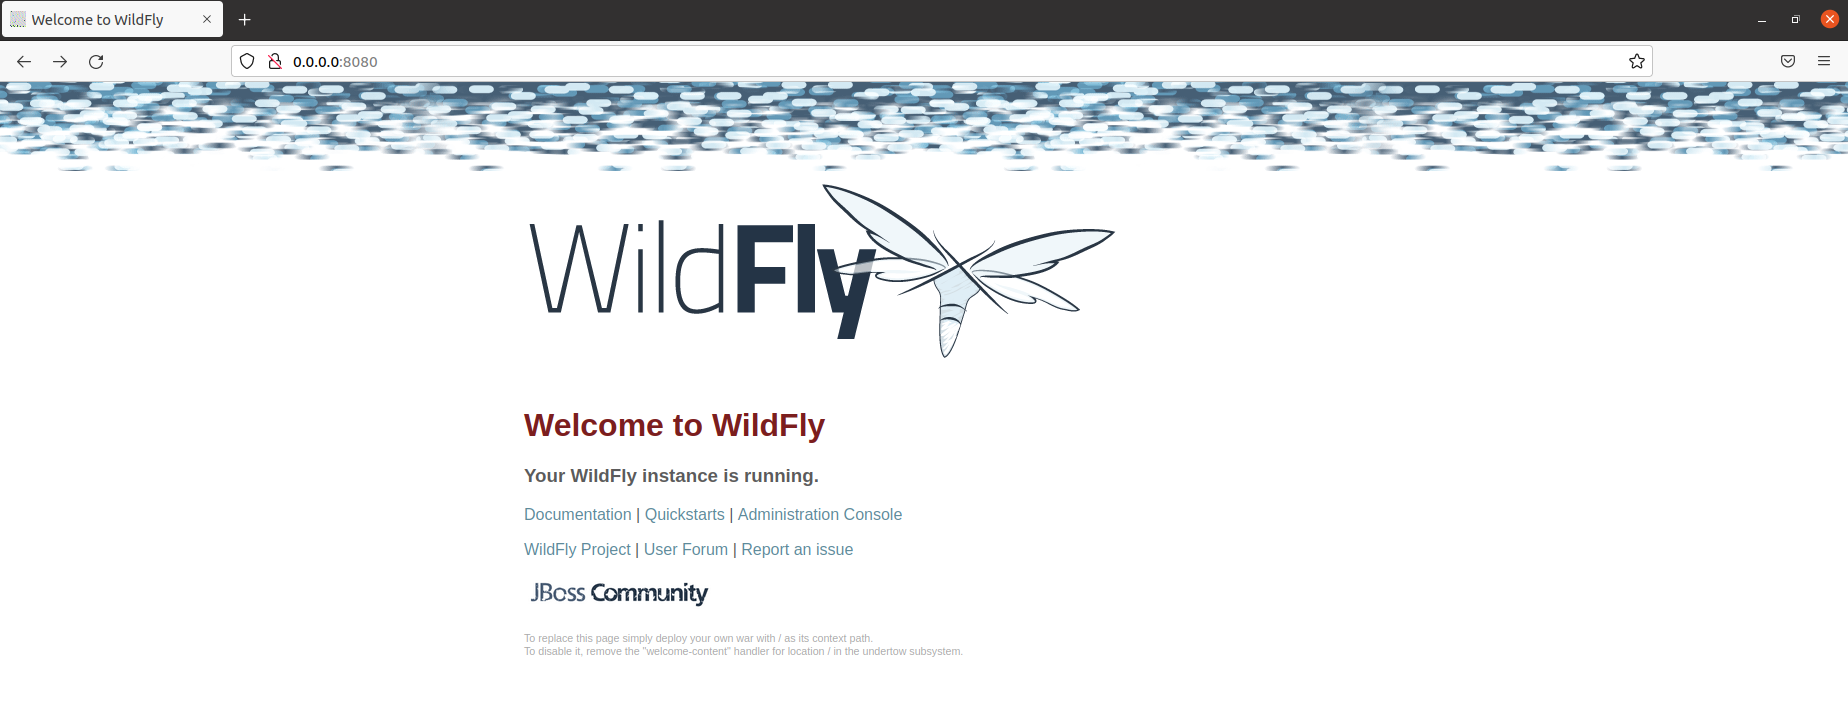 Welcome to WildFly
0.0.0.0:8080
WildFly
Welcome to WildFly
Your WildFly instance is running.
Documentation | Quickstarts | Administration Console
WildFly Project | User Forum | Report an issue
JBoss Community
To replace this page simply deploy your own war with / as its context path.
To disable it, remove the "welcome-content" handler for location / in the undertow subsystem.